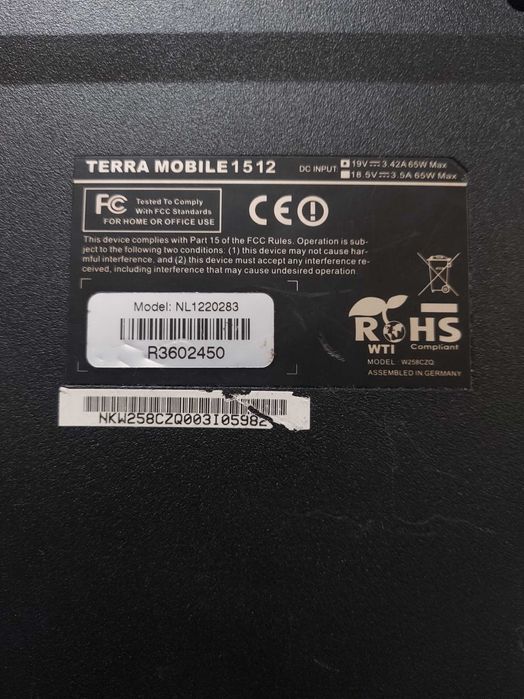 TERRA MOBILE 1512
DC INPUT 19V 3.42A 65W Max
18.5V 3.5A 65W Max
FC Tested To Comply
With FCC Standards
FOR HOME OR OFFICE USE
CE
This device complies with Part 15 of the FCC Rules. Operation is sub-
ject to the following two conditions: (1) this device may not cause har-
mful interference, and (2) this device must accept any interference re-
ceived, including interference that may cause undesired operation.
Model: NL1220283
R3602450
ROHS
WTI Compliant
MODEL: W258CZQ
ASSEMBLED IN GERMANY
NKW258CZQ003I05982